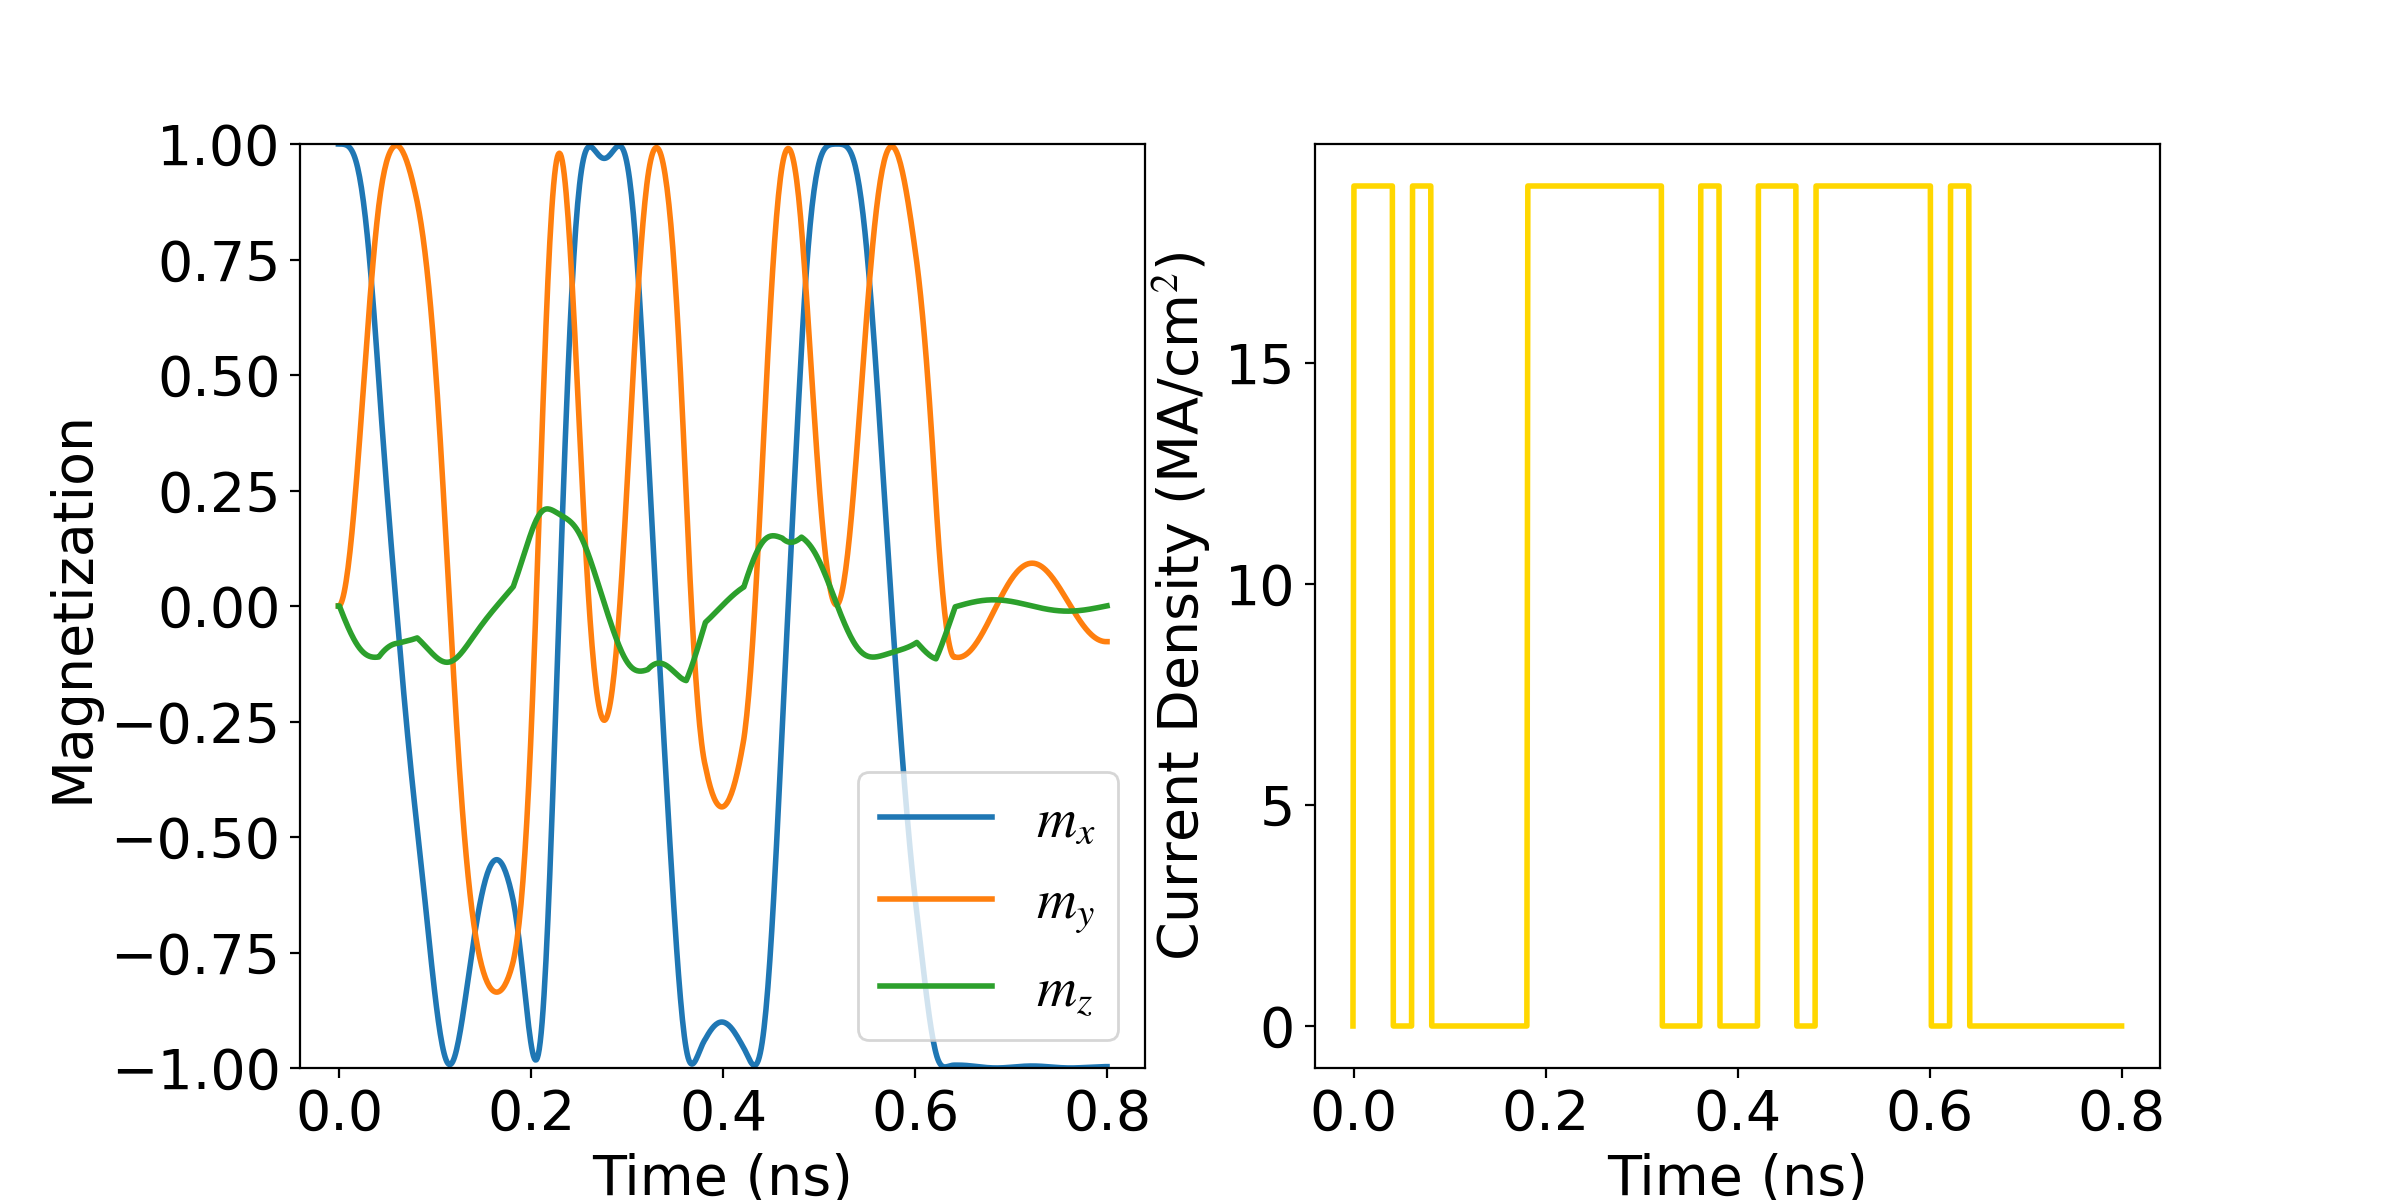 Magnetization
1.00
0.75
0.50
0.25
0.00
−0.25
−0.50
−0.75
−1.00
0.0 0.2 0.4 0.6 0.8
Time (ns)
m_x
m_y
m_z
Current Density (MA/cm²)
15
10
5
0
0.0 0.2 0.4 0.6 0.8
Time (ns)